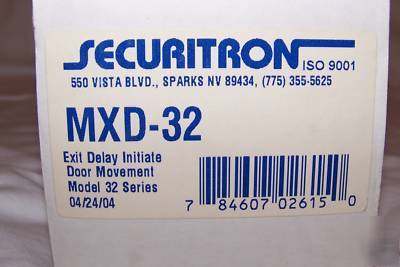 SECURITRON
ISO 9001
550 VISTA BLVD., SPARKS NV 89434, (775) 355-5625
MXD-32
Exit Delay Initiate
Door Movement
Model 32 Series
04/24/04
7 84607 02615 0